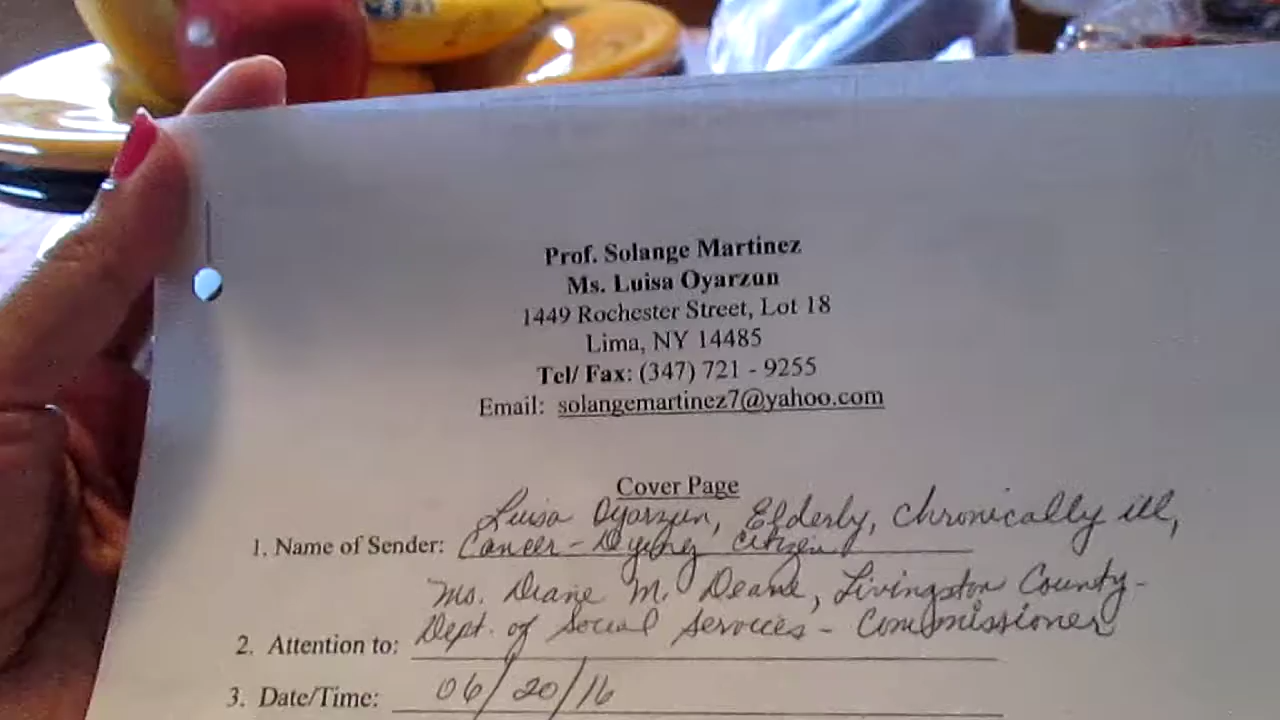 Prof. Solange Martinez
Ms. Luisa Oyarzun
1449 Rochester Street, Lot 18
Lima, NY 14485
Tel/ Fax: (347) 721 - 9255
Email: solangemartinez7@yahoo.com
Cover Page
Luisa Oyarzun, Elderly, Chronically ill,
1. Name of Sender: Cancer - Dying Citizen
Ms. Diane M. Deane, Livingston County-
2. Attention to: Dept. of Social Services - Commissioner
3. Date/Time: 06/20/16